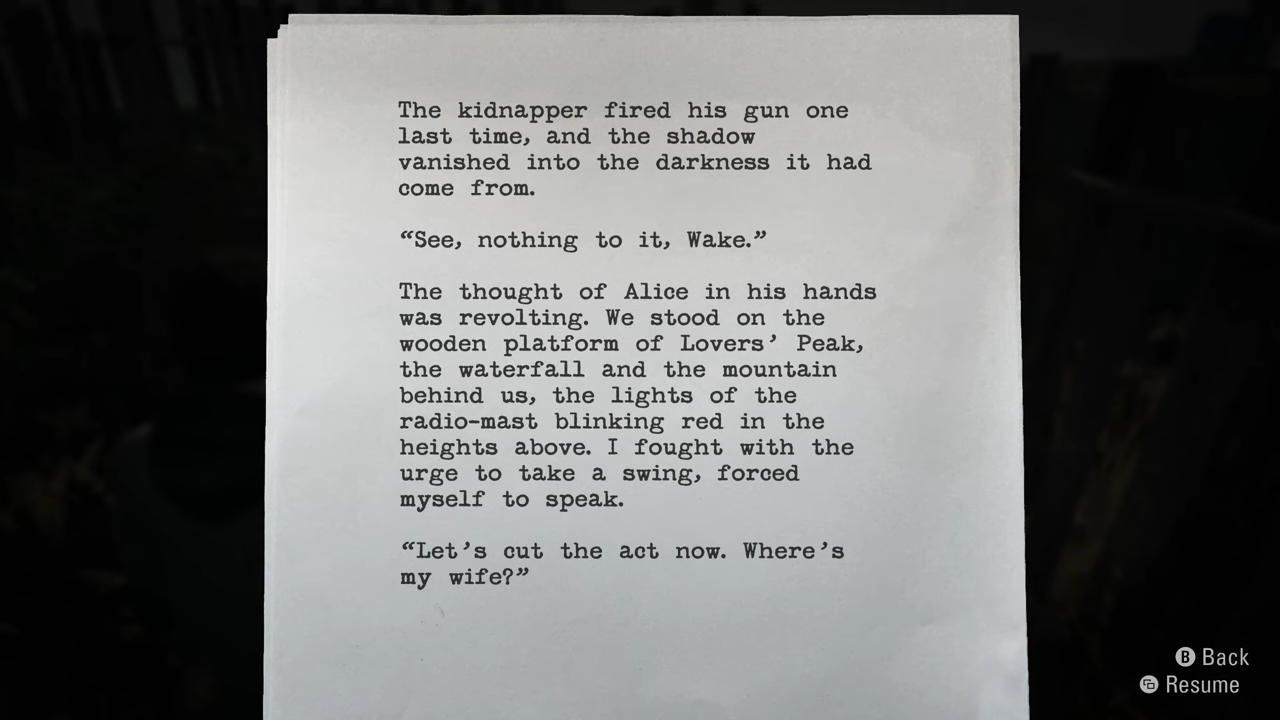 The kidnapper fired his gun one
last time, and the shadow
vanished into the darkness it had
come from.
“See, nothing to it, Wake.”
The thought of Alice in his hands
was revolting. We stood on the
wooden platform of Lovers’ Peak,
the waterfall and the mountain
behind us, the lights of the
radio-mast blinking red in the
heights above. I fought with the
urge to take a swing, forced
myself to speak.
“Let’s cut the act now. Where’s
my wife?”
B Back
Resume